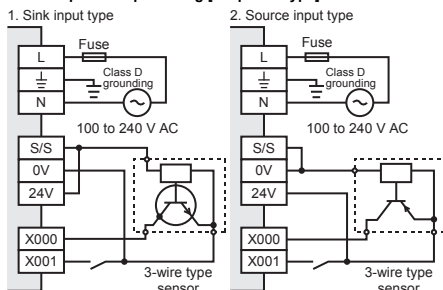 1. Sink input type
L
Fuse
Class D
grounding
N
100 to 240 V AC
S/S
0V
24V
X000
X001
3-wire type
sensor
2. Source input type
L
Fuse
Class D
grounding
N
100 to 240 V AC
S/S
0V
24V
X000
X001
3-wire type
sensor